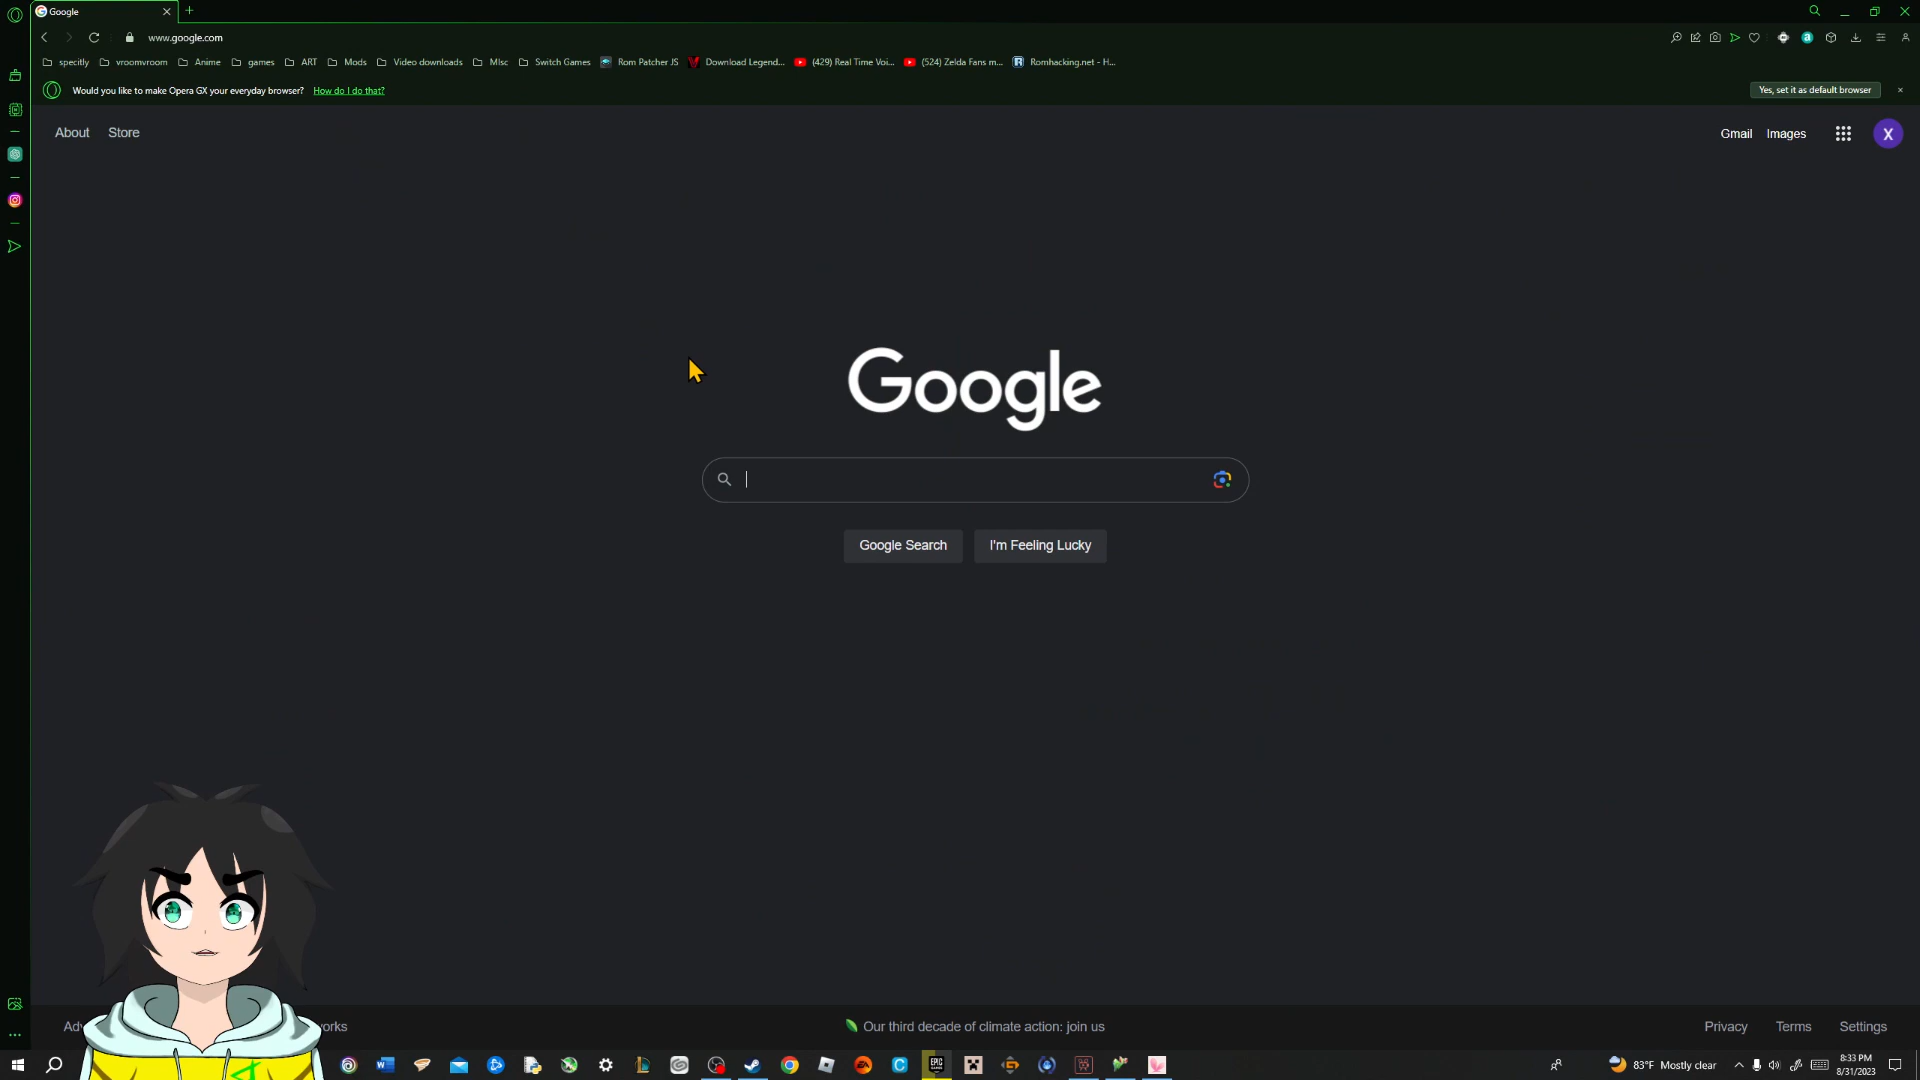 Google
www.google.com
specitly vroomvroom Anime games ART Mods Video downloads MIsc Switch Games Rom Patcher JS Download Legend... (429) Real Time Voi... (524) Zelda Fans m... Romhacking.net - H...
Would you like to make Opera GX your everyday browser? How do I do that? Yes, set it as default browser
About Store Gmail Images X
Google
Google Search I'm Feeling Lucky
Our third decade of climate action: join us Privacy Terms Settings
83°F Mostly clear 8:33 PM
8/31/2023